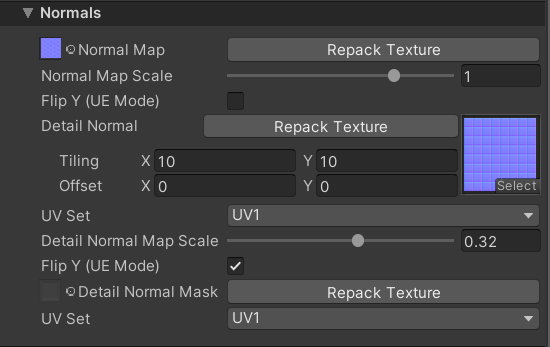 Normals
Normal Map Repack Texture
Normal Map Scale 1
Flip Y (UE Mode)
Detail Normal Repack Texture
Tiling X 10 Y 10
Offset X 0 Y 0
Select
UV Set UV1
Detail Normal Map Scale 0.32
Flip Y (UE Mode)
Detail Normal Mask Repack Texture
UV Set UV1